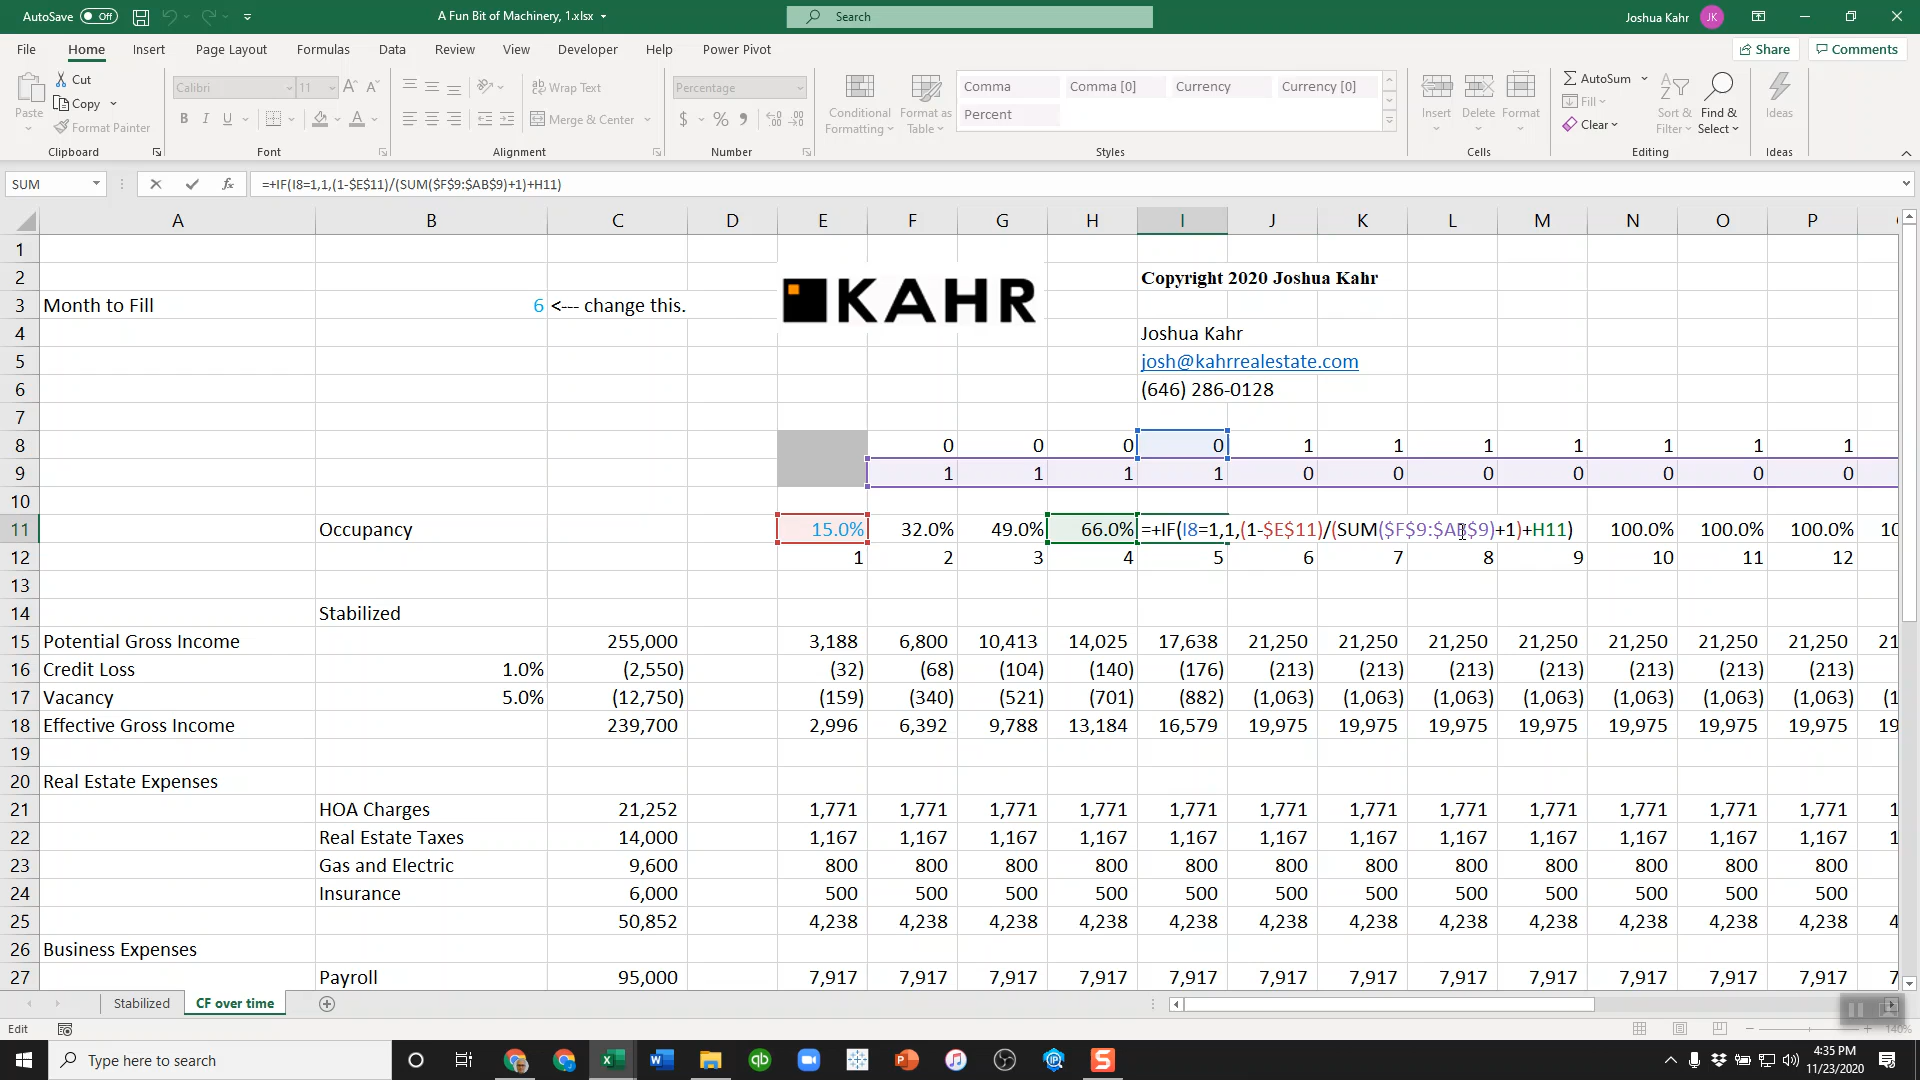 AutoSave Off A Fun Bit of Machinery, 1.xlsx Search Joshua Kahr JK
File Home Insert Page Layout Formulas Data Review View Developer Help Power Pivot Share Comments
Paste Cut Copy Format Painter Clipboard
Calibri 11 B I U Font
Wrap Text Merge & Center Alignment
Percentage $ % Number
Conditional Formatting Format as Table
Comma Comma [0] Currency Currency [0]
Percent
Styles
Insert Delete Format Cells
AutoSum Fill Clear Sort & Filter Find & Select Editing
Ideas Ideas
SUM fx =+IF(I8=1,1,(1-$E$11)/(SUM($F$9:$AB$9)+1)+H11)
A B C D E F G H I J K L M N O P
1
2 KAHR Copyright 2020 Joshua Kahr
3 Month to Fill 6 <--- change this.
4 Joshua Kahr
5 josh@kahrrealestate.com
6 (646) 286-0128
7
8 0 0 0 0 1 1 1 1 1 1 1
9 1 1 1 1 0 0 0 0 0 0 0
10
11 Occupancy 15.0% 32.0% 49.0% 66.0% =+IF(I8=1,1,(1-$E$11)/(SUM($F$9:$AB$9)+1)+H11) 100.0% 100.0% 100.0% 10
12 1 2 3 4 5 6 7 8 9 10 11 12
13
14 Stabilized
15 Potential Gross Income 255,000 3,188 6,800 10,413 14,025 17,638 21,250 21,250 21,250 21,250 21,250 21,250 21,250 21
16 Credit Loss 1.0% (2,550) (32) (68) (104) (140) (176) (213) (213) (213) (213) (213) (213) (213)
17 Vacancy 5.0% (12,750) (159) (340) (521) (701) (882) (1,063) (1,063) (1,063) (1,063) (1,063) (1,063) (1,063) (1
18 Effective Gross Income 239,700 2,996 6,392 9,788 13,184 16,579 19,975 19,975 19,975 19,975 19,975 19,975 19,975 19
19
20 Real Estate Expenses
21 HOA Charges 21,252 1,771 1,771 1,771 1,771 1,771 1,771 1,771 1,771 1,771 1,771 1,771 1,771 1
22 Real Estate Taxes 14,000 1,167 1,167 1,167 1,167 1,167 1,167 1,167 1,167 1,167 1,167 1,167 1,167 1
23 Gas and Electric 9,600 800 800 800 800 800 800 800 800 800 800 800 800
24 Insurance 6,000 500 500 500 500 500 500 500 500 500 500 500 500
25 50,852 4,238 4,238 4,238 4,238 4,238 4,238 4,238 4,238 4,238 4,238 4,238 4,238 4
26 Business Expenses
27 Payroll 95,000 7,917 7,917 7,917 7,917 7,917 7,917 7,917 7,917 7,917 7,917 7,917 7,917 7
Stabilized CF over time
Edit 140%
Type here to search 4:35 PM
11/23/2020